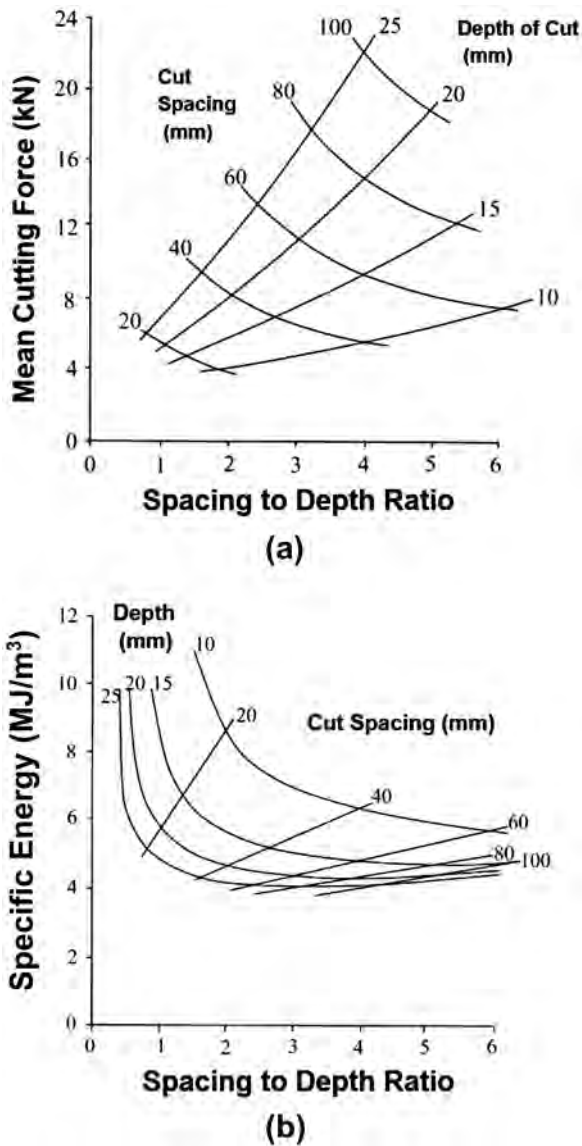 24
20
16
12
8
4
0
Mean Cutting Force (kN)
Cut
Spacing
(mm)
Depth of Cut
(mm)
100
80
60
40
20
25
20
15
10
0 1 2 3 4 5 6
Spacing to Depth Ratio
(a)
12
10
8
6
4
2
0
Specific Energy (MJ/m³)
Depth
(mm)
25 20 15 10
Cut Spacing (mm)
20
40
60
80
100
0 1 2 3 4 5 6
Spacing to Depth Ratio
(b)